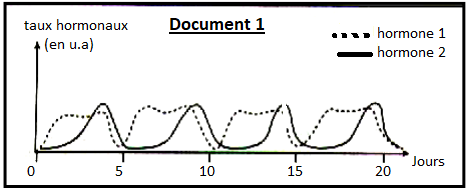 Document 1
taux hormonaux
(en u.a)
hormone 1
hormone 2
0 5 10 15 20 Jours